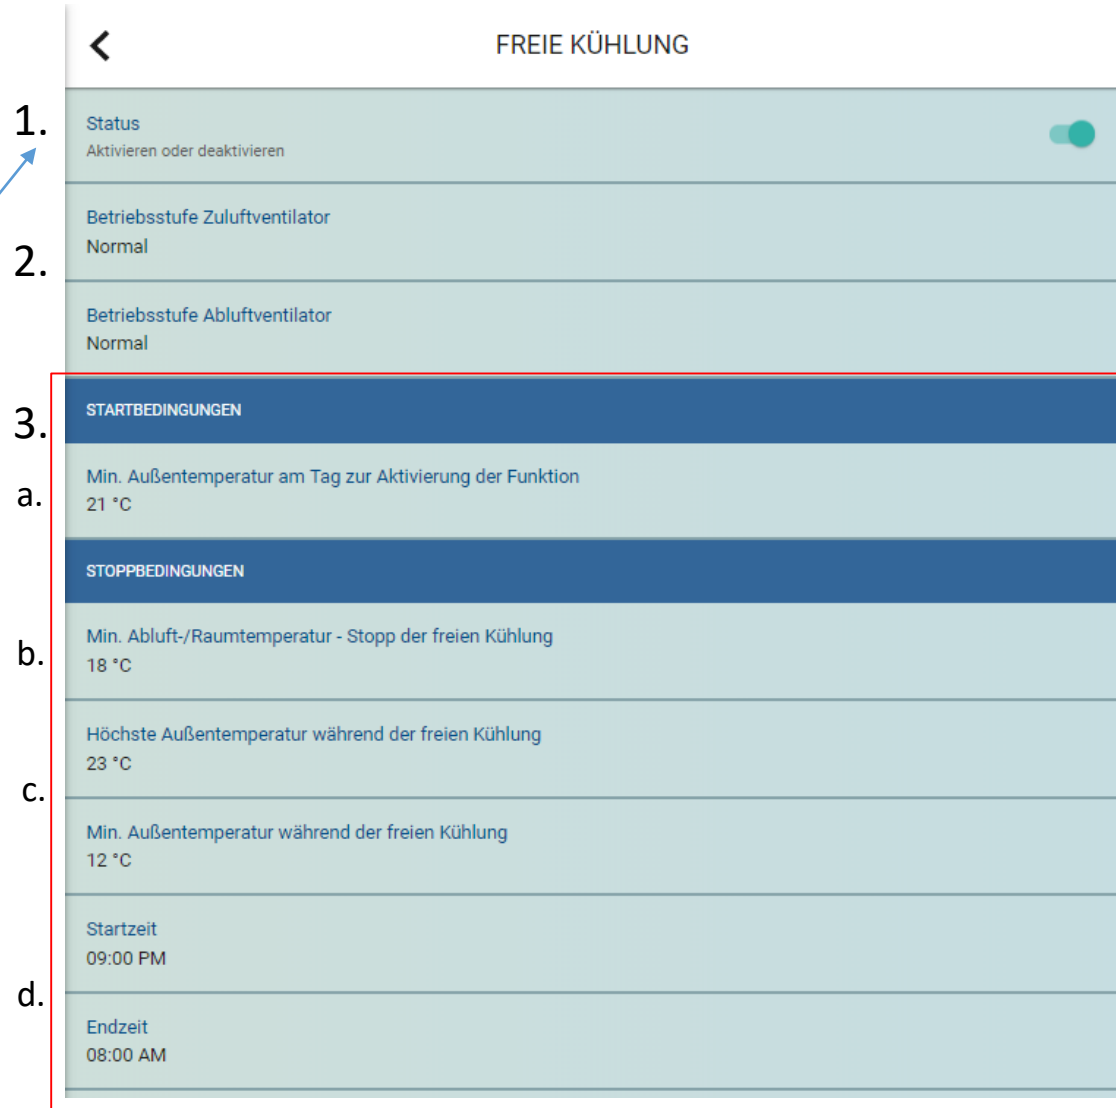 FREIE KÜHLUNG
1.
Status
Aktivieren oder deaktivieren
Betriebsstufe Zuluftventilator
Normal
2.
Betriebsstufe Abluftventilator
Normal
3.
STARTBEDINGUNGEN
a.
Min. Außentemperatur am Tag zur Aktivierung der Funktion
21 °C
STOPPBEDINGUNGEN
b.
Min. Abluft-/Raumtemperatur - Stopp der freien Kühlung
18 °C
Höchste Außentemperatur während der freien Kühlung
23 °C
c.
Min. Außentemperatur während der freien Kühlung
12 °C
Startzeit
09:00 PM
d.
Endzeit
08:00 AM